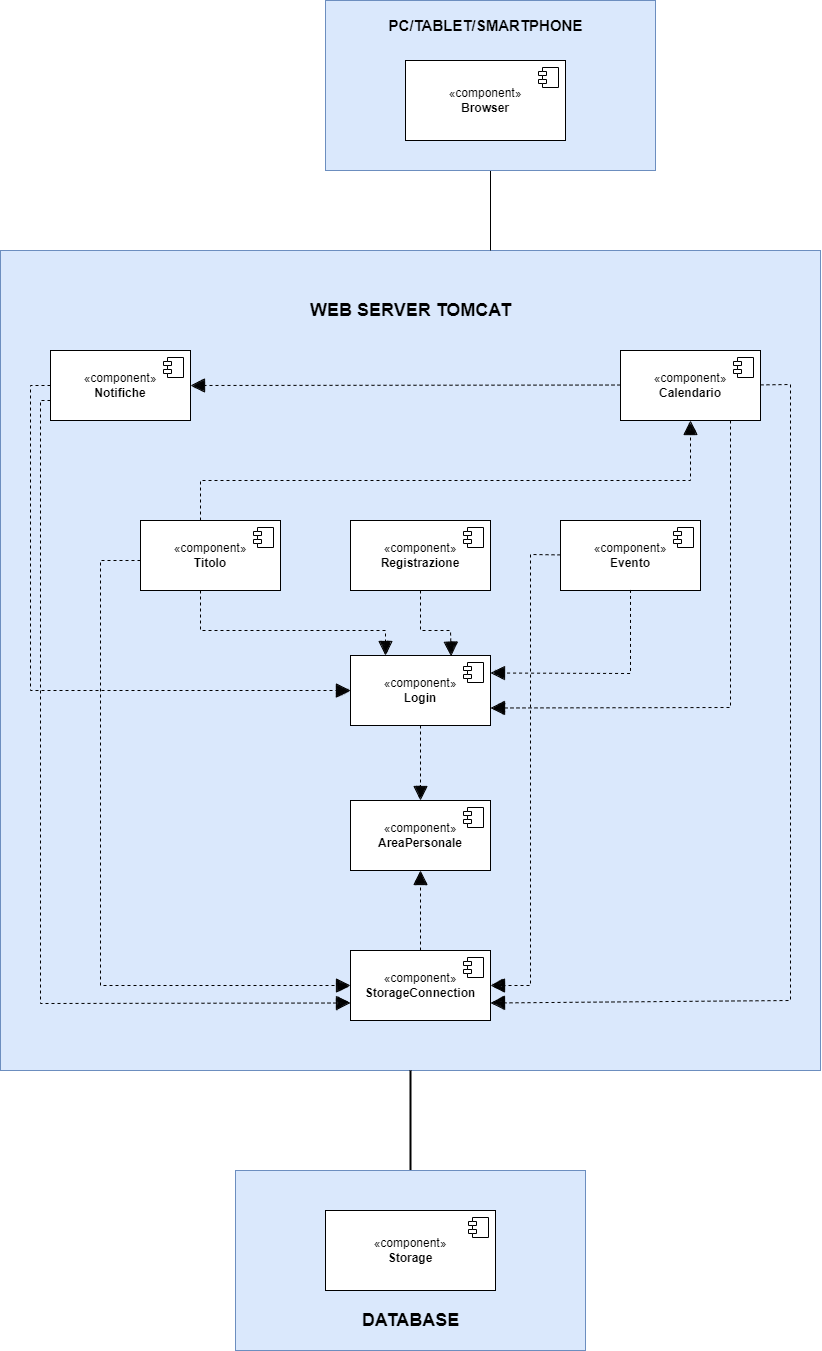 PC/TABLET/SMARTPHONE
«component»
Browser
WEB SERVER TOMCAT
«component»
Notifiche
«component»
Calendario
«component»
Titolo
«component»
Registrazione
«component»
Evento
«component»
Login
«component»
AreaPersonale
«component»
StorageConnection
«component»
Storage
DATABASE